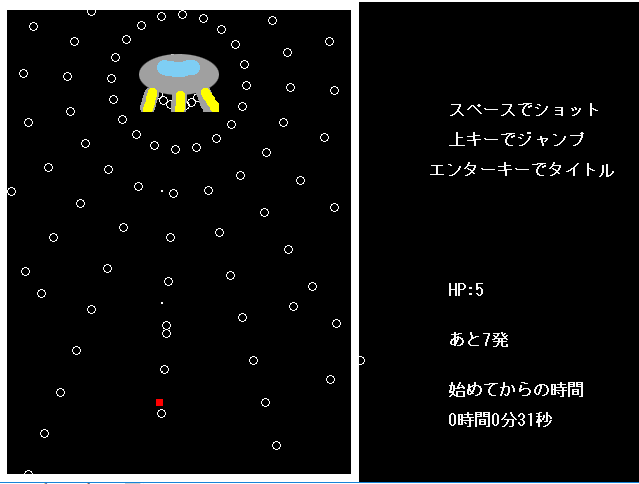 スペースでショット
上キーでジャンプ
エンターキーでタイトル
HP:5
あと7発
始めてからの時間
0時間0分31秒